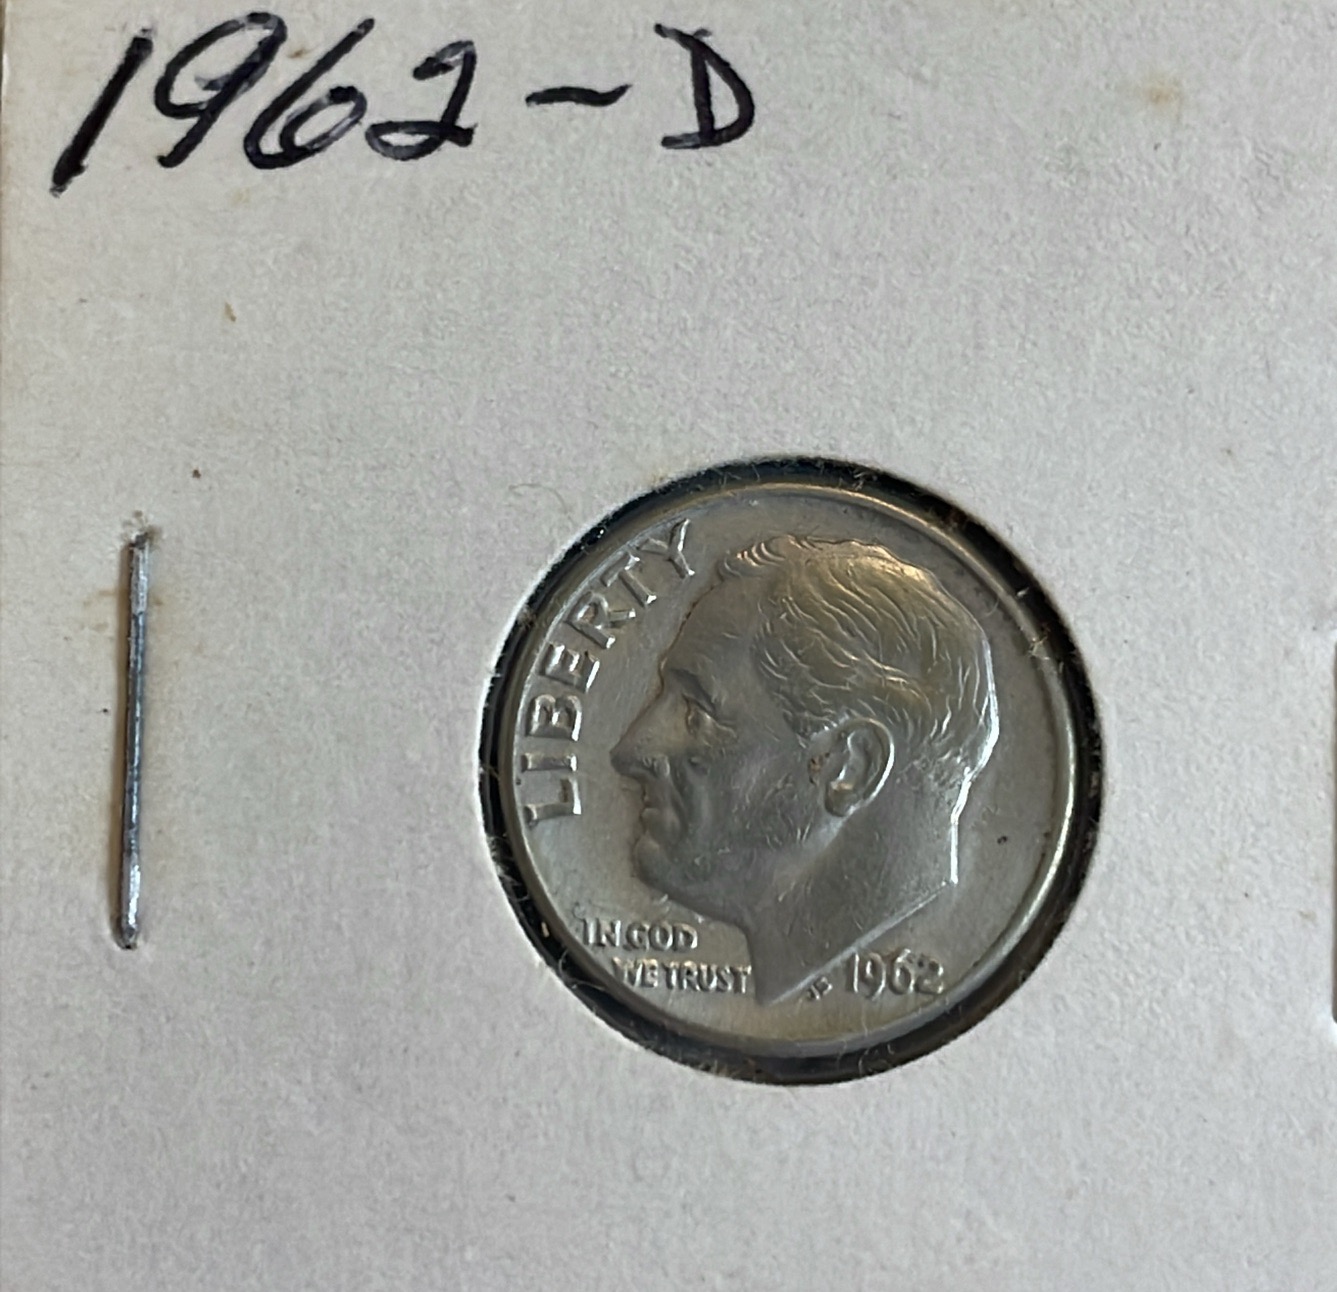 1962-D
LIBERTY
IN GOD
WE TRUST
JS 1962